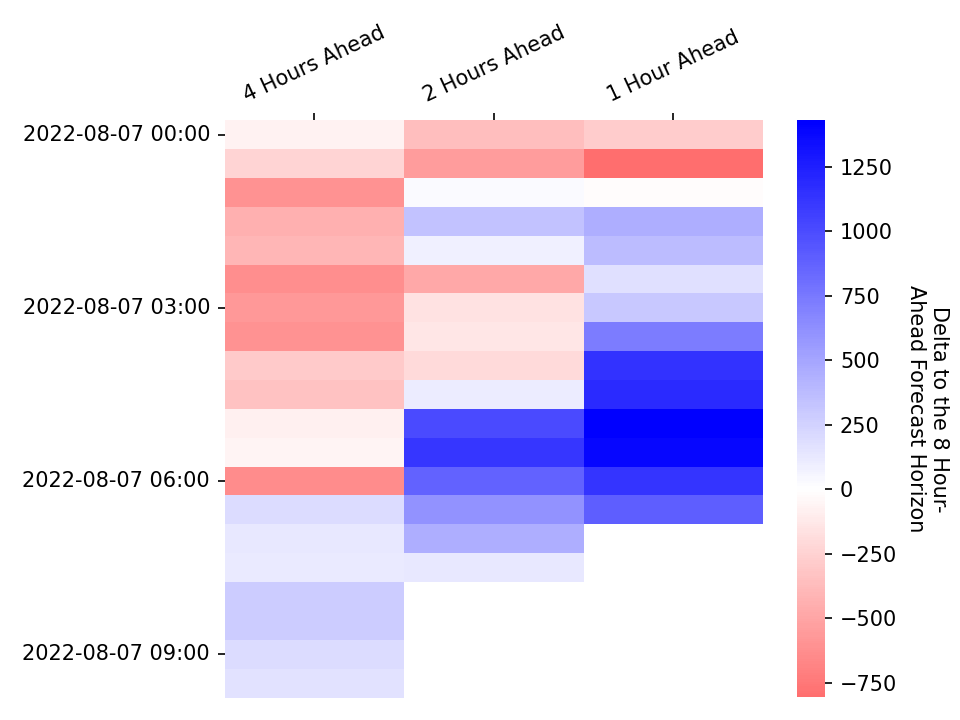 4 Hours Ahead
2 Hours Ahead
1 Hour Ahead
2022-08-07 00:00
2022-08-07 03:00
2022-08-07 06:00
2022-08-07 09:00
1250
1000
750
500
250
0
−250
−500
−750
Delta to the 8 Hour-
Ahead Forecast Horizon